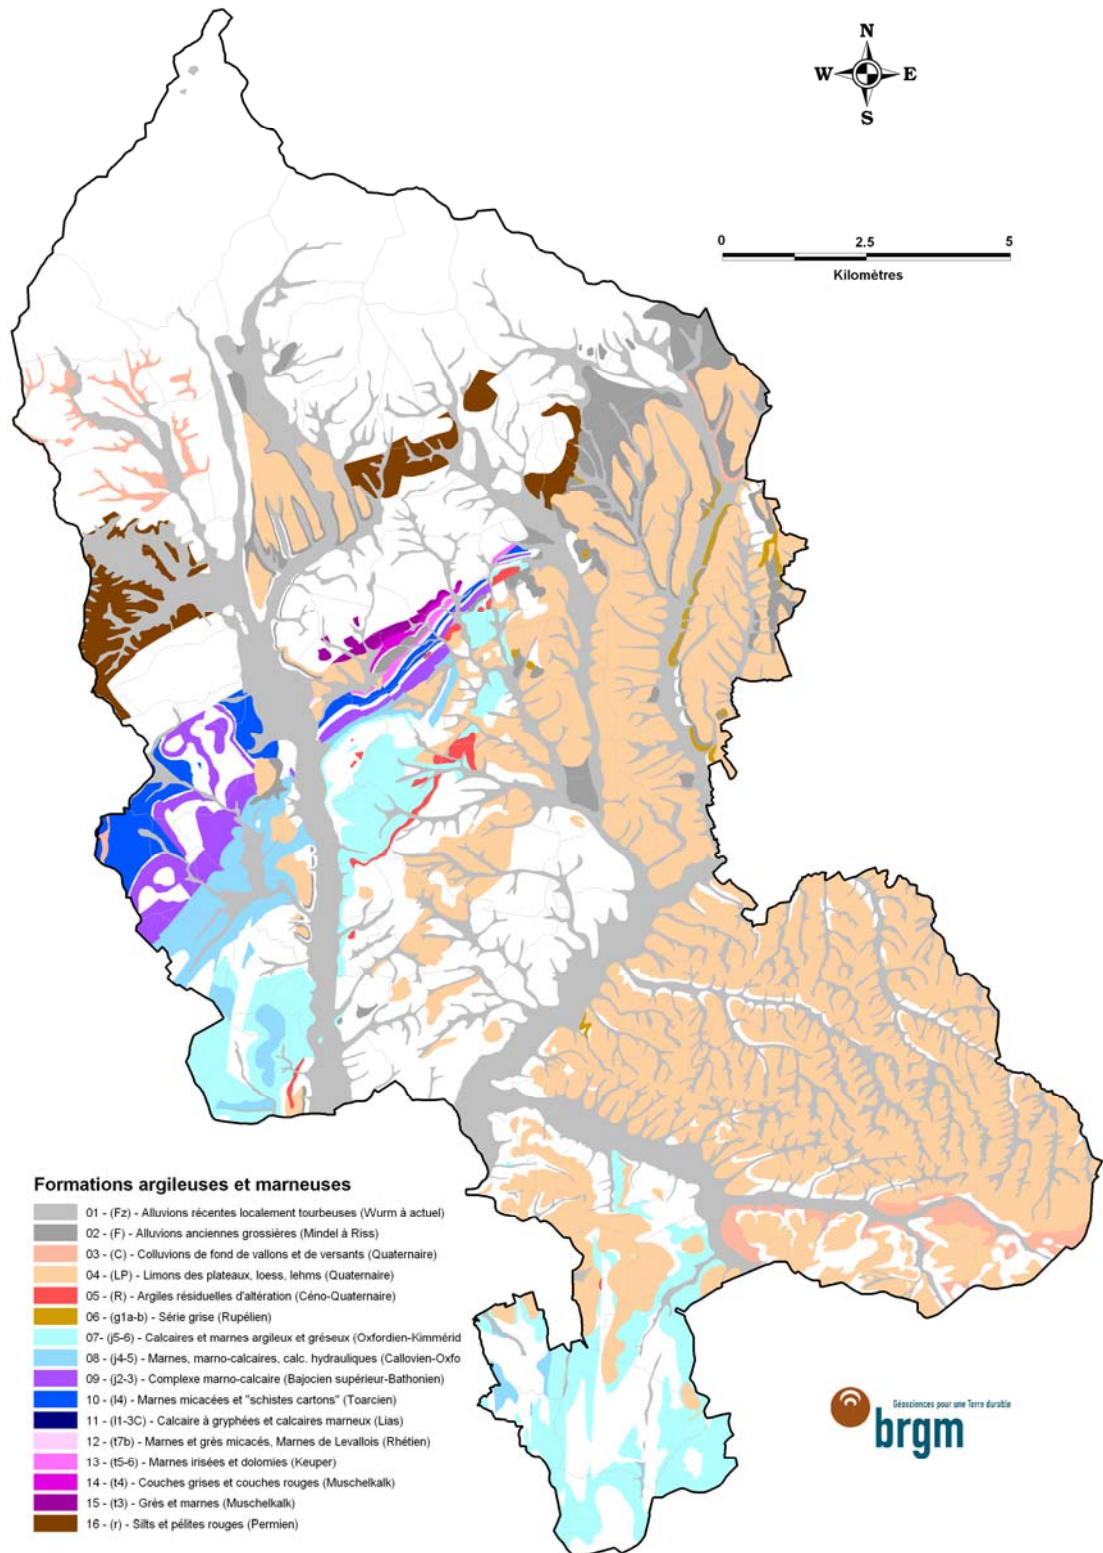 N
W E
S
0 2.5 5
Kilomètres
Formations argileuses et marneuses
01 - (Fz) - Alluvions récentes localement tourbeuses (Wurm à actuel)
02 - (F) - Alluvions anciennes grossières (Mindel à Riss)
03 - (C) - Colluvions de fond de vallons et de versants (Quaternaire)
04 - (LP) - Limons des plateaux, loess, lehms (Quaternaire)
05 - (R) - Argiles résiduelles d'altération (Céno-Quaternaire)
06 - (g1a-b) - Série grise (Rupélien)
07- (j5-6) - Calcaires et marnes argileux et gréseux (Oxfordien-Kimmérid
08 - (j4-5) - Marnes, marno-calcaires, calc. hydrauliques (Callovien-Oxfo
09 - (j2-3) - Complexe marno-calcaire (Bajocien supérieur-Bathonien)
10 - (l4) - Marnes micacées et "schistes cartons" (Toarcien)
11 - (l1-3C) - Calcaire à gryphées et calcaires marneux (Lias)
12 - (t7b) - Marnes et grès micacés, Marnes de Levallois (Rhétien)
13 - (t5-6) - Marnes irisées et dolomies (Keuper)
14 - (t4) - Couches grises et couches rouges (Muschelkalk)
15 - (t3) - Grès et marnes (Muschelkalk)
16 - (r) - Silts et pélites rouges (Permien)
Géosciences pour une Terre durable
brgm